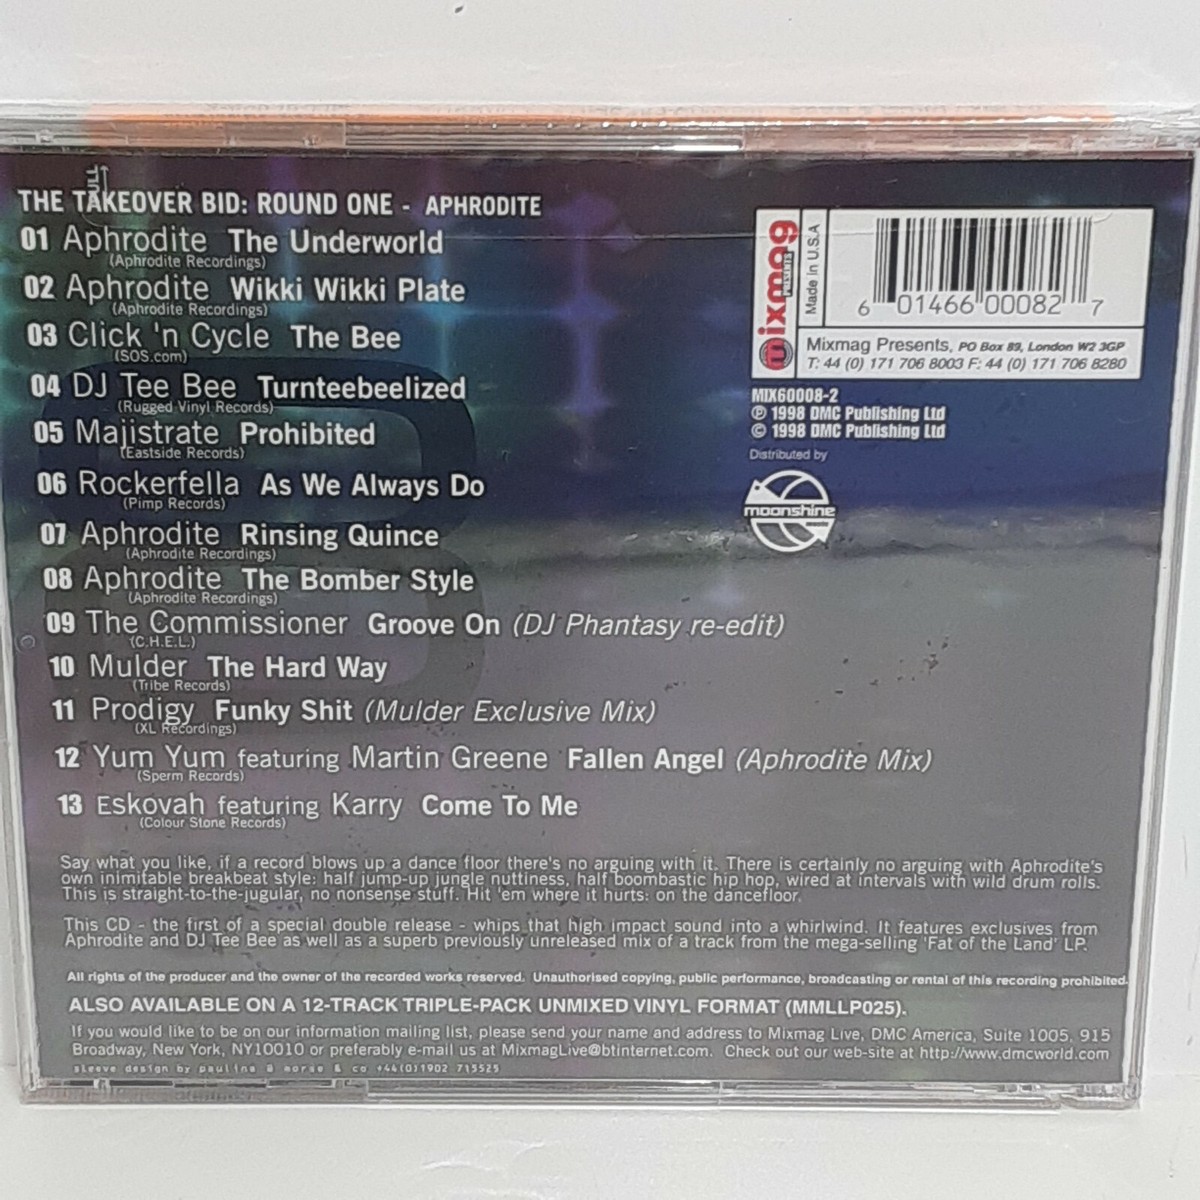 PULL
THE TAKEOVER BID: ROUND ONE - APHRODITE
01 Aphrodite The Underworld
(Aphrodite Recordings)
02 Aphrodite Wikki Wikki Plate
(Aphrodite Recordings)
03 Click 'n Cycle The Bee
(SOS.com)
04 DJ Tee Bee Turnteebeelized
(Rugged Vinyl Records)
05 Majistrate Prohibited
(Eastside Records)
06 Rockerfella As We Always Do
(Pimp Records)
07 Aphrodite Rinsing Quince
(Aphrodite Recordings)
08 Aphrodite The Bomber Style
(Aphrodite Recordings)
09 The Commissioner Groove On (DJ Phantasy re-edit)
(C.H.E.L.)
10 Mulder The Hard Way
(Tribe Records)
11 Prodigy Funky Shit (Mulder Exclusive Mix)
(XL Recordings)
12 Yum Yum featuring Martin Greene Fallen Angel (Aphrodite Mix)
(Sperm Records)
13 Eskovah featuring Karry Come To Me
(Colour Stone Records)
mixmag
PRESENTS
Made in U.S.A
6 01466 00082 7
Mixmag Presents, PO Box 89, London W2 3GP
T: 44 (0) 171 706 8003 F: 44 (0) 171 706 8280
MIX60008-2
℗ 1998 DMC Publishing Ltd
© 1998 DMC Publishing Ltd
Distributed by
moonshine
Say what you like, if a record blows up a dance floor there's no arguing with it. There is certainly no arguing with Aphrodite's
own inimitable breakbeat style: half jump-up jungle nuttiness, half boombastic hip hop, wired at intervals with wild drum rolls.
This is straight-to-the-jugular, no nonsense stuff. Hit 'em where it hurts: on the dancefloor.
This CD - the first of a special double release - whips that high impact sound into a whirlwind. It features exclusives from
Aphrodite and DJ Tee Bee as well as a superb previously unreleased mix of a track from the mega-selling 'Fat of the Land' LP.
All rights of the producer and the owner of the recorded works reserved. Unauthorised copying, public performance, broadcasting or rental of this recording prohibited.
ALSO AVAILABLE ON A 12-TRACK TRIPLE-PACK UNMIXED VINYL FORMAT (MMLLP025).
If you would like to be on our information mailing list, please send your name and address to Mixmag Live, DMC America, Suite 1005, 915
Broadway, New York, NY10010 or preferably e-mail us at MixmagLive@btinternet.com. Check out our web-site at http://www.dmcworld.com
sleeve design by paulina @ morse & co +44(0)1902 715525